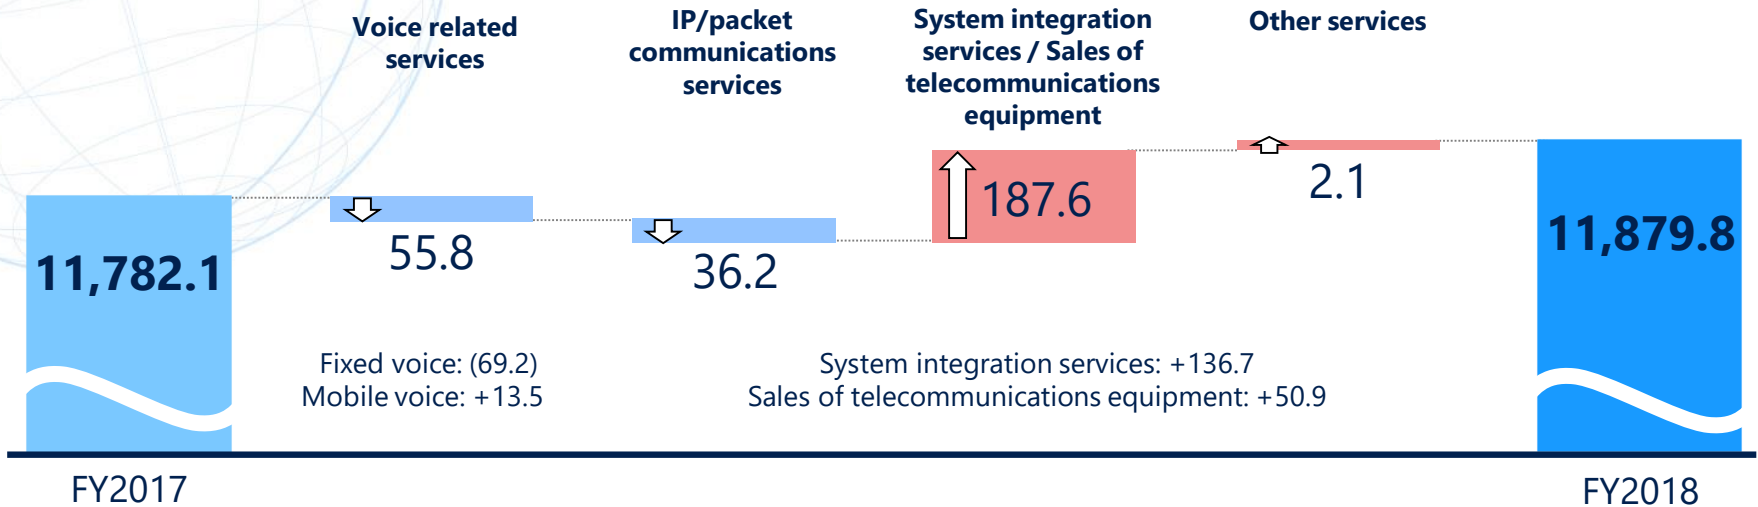 Voice related
services
IP/packet
communications
services
System integration
services / Sales of
telecommunications
equipment
Other services
11,782.1
55.8
36.2
187.6
2.1
11,879.8
Fixed voice: (69.2)
Mobile voice: +13.5
System integration services: +136.7
Sales of telecommunications equipment: +50.9
FY2017
FY2018